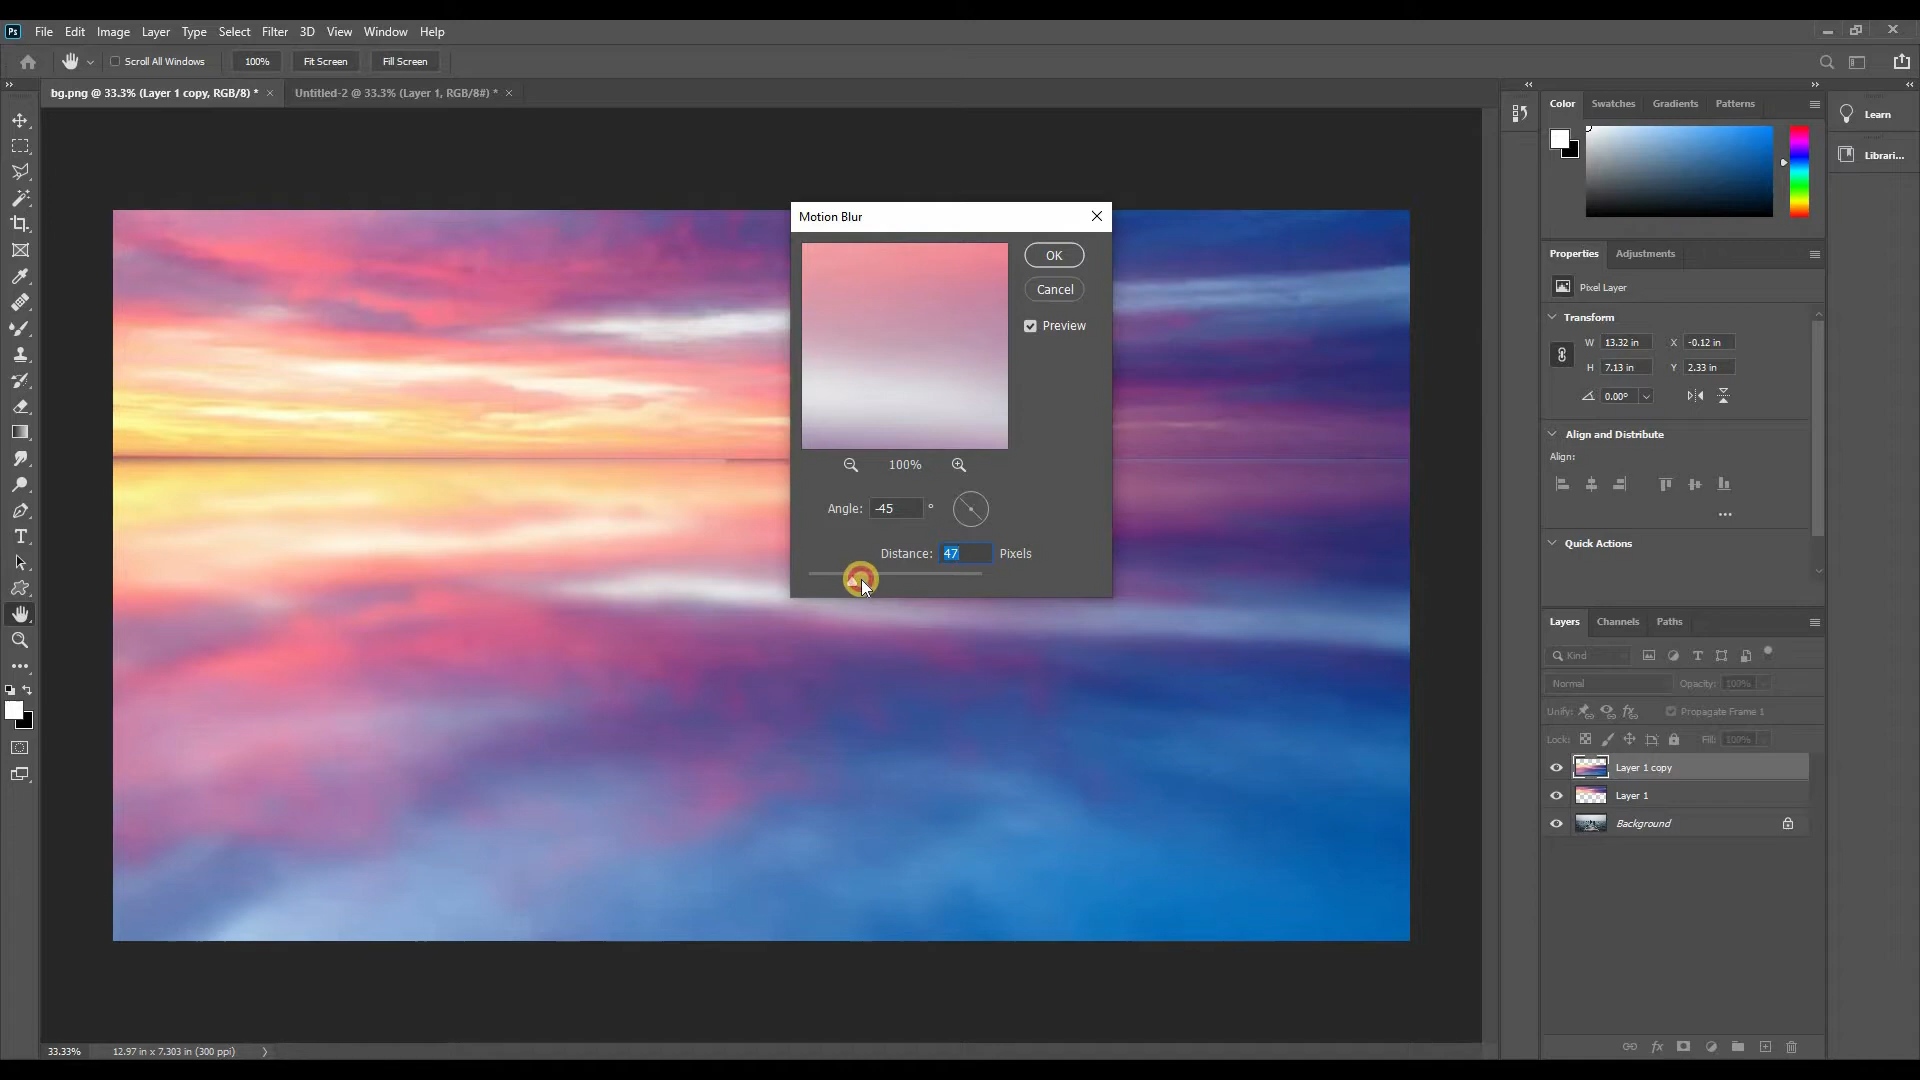 Ps File Edit Image Layer Type Select Filter 3D View Window Help
Scroll All Windows 100% Fit Screen Fill Screen
bg.png @ 33.3% (Layer 1 copy, RGB/8) * × Untitled-2 @ 33.3% (Layer 1, RGB/8#) * ×
Color Swatches Gradients Patterns
Learn
Librari...
Motion Blur
OK
Cancel
Preview
100%
Angle: -45 °
Distance: 47 Pixels
Properties Adjustments
Pixel Layer
Transform
W 13.32 in X -0.12 in
H 7.13 in Y 2.33 in
0.00°
Align and Distribute
Align:
Quick Actions
Layers Channels Paths
Kind
Normal Opacity: 100%
Unify: Propagate Frame 1
Lock: Fill: 100%
Layer 1 copy
Layer 1
Background
33.33% 12.97 in x 7.303 in (300 ppi)